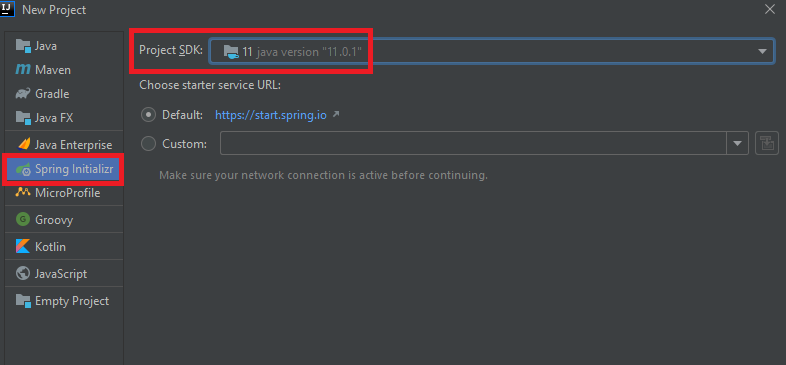 IJ New Project
Java
Maven
Gradle
Java FX
Java Enterprise
Spring Initializr
MicroProfile
Groovy
Kotlin
JavaScript
Empty Project
Project SDK: 11 java version "11.0.1"
Choose starter service URL:
Default: https://start.spring.io ↗
Custom:
Make sure your network connection is active before continuing.